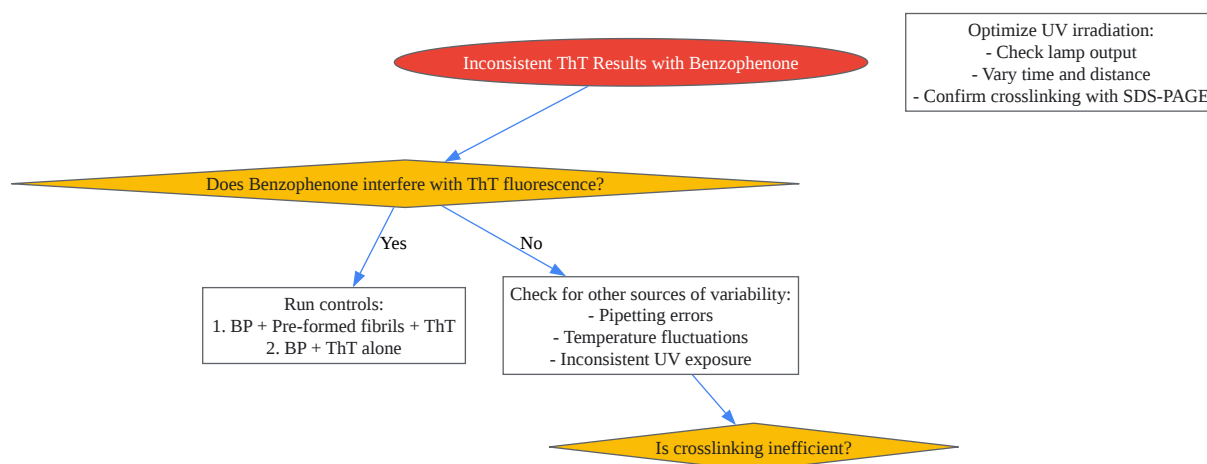 Inconsistent ThT Results with Benzophenone
Optimize UV irradiation:
- Check lamp output
- Vary time and distance
- Confirm crosslinking with SDS-PAGE
Does Benzophenone interfere with ThT fluorescence?
Yes
No
Run controls:
1. BP + Pre-formed fibrils + ThT
2. BP + ThT alone
Check for other sources of variability:
- Pipetting errors
- Temperature fluctuations
- Inconsistent UV exposure
Is crosslinking inefficient?